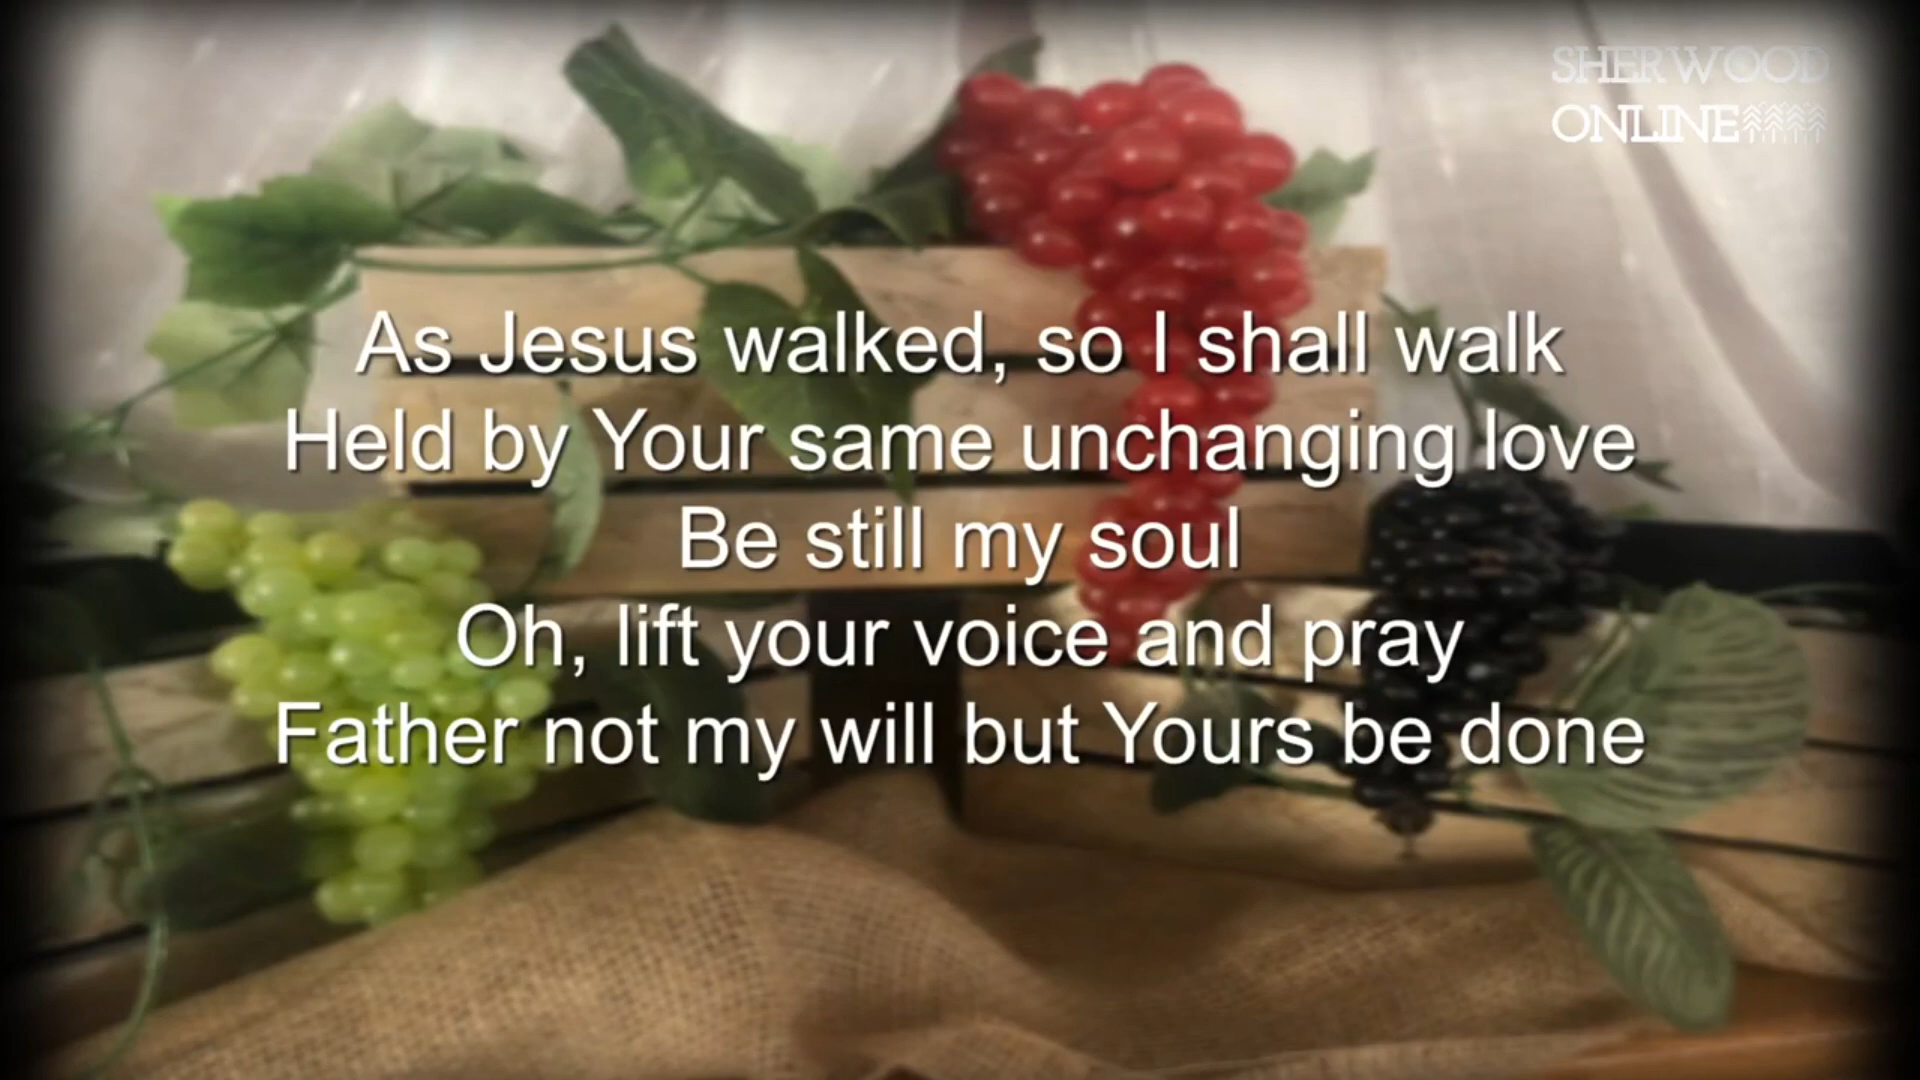 SHERWOOD
ONLINE
As Jesus walked, so I shall walk
Held by Your same unchanging love
Be still my soul
Oh, lift your voice and pray
Father not my will but Yours be done